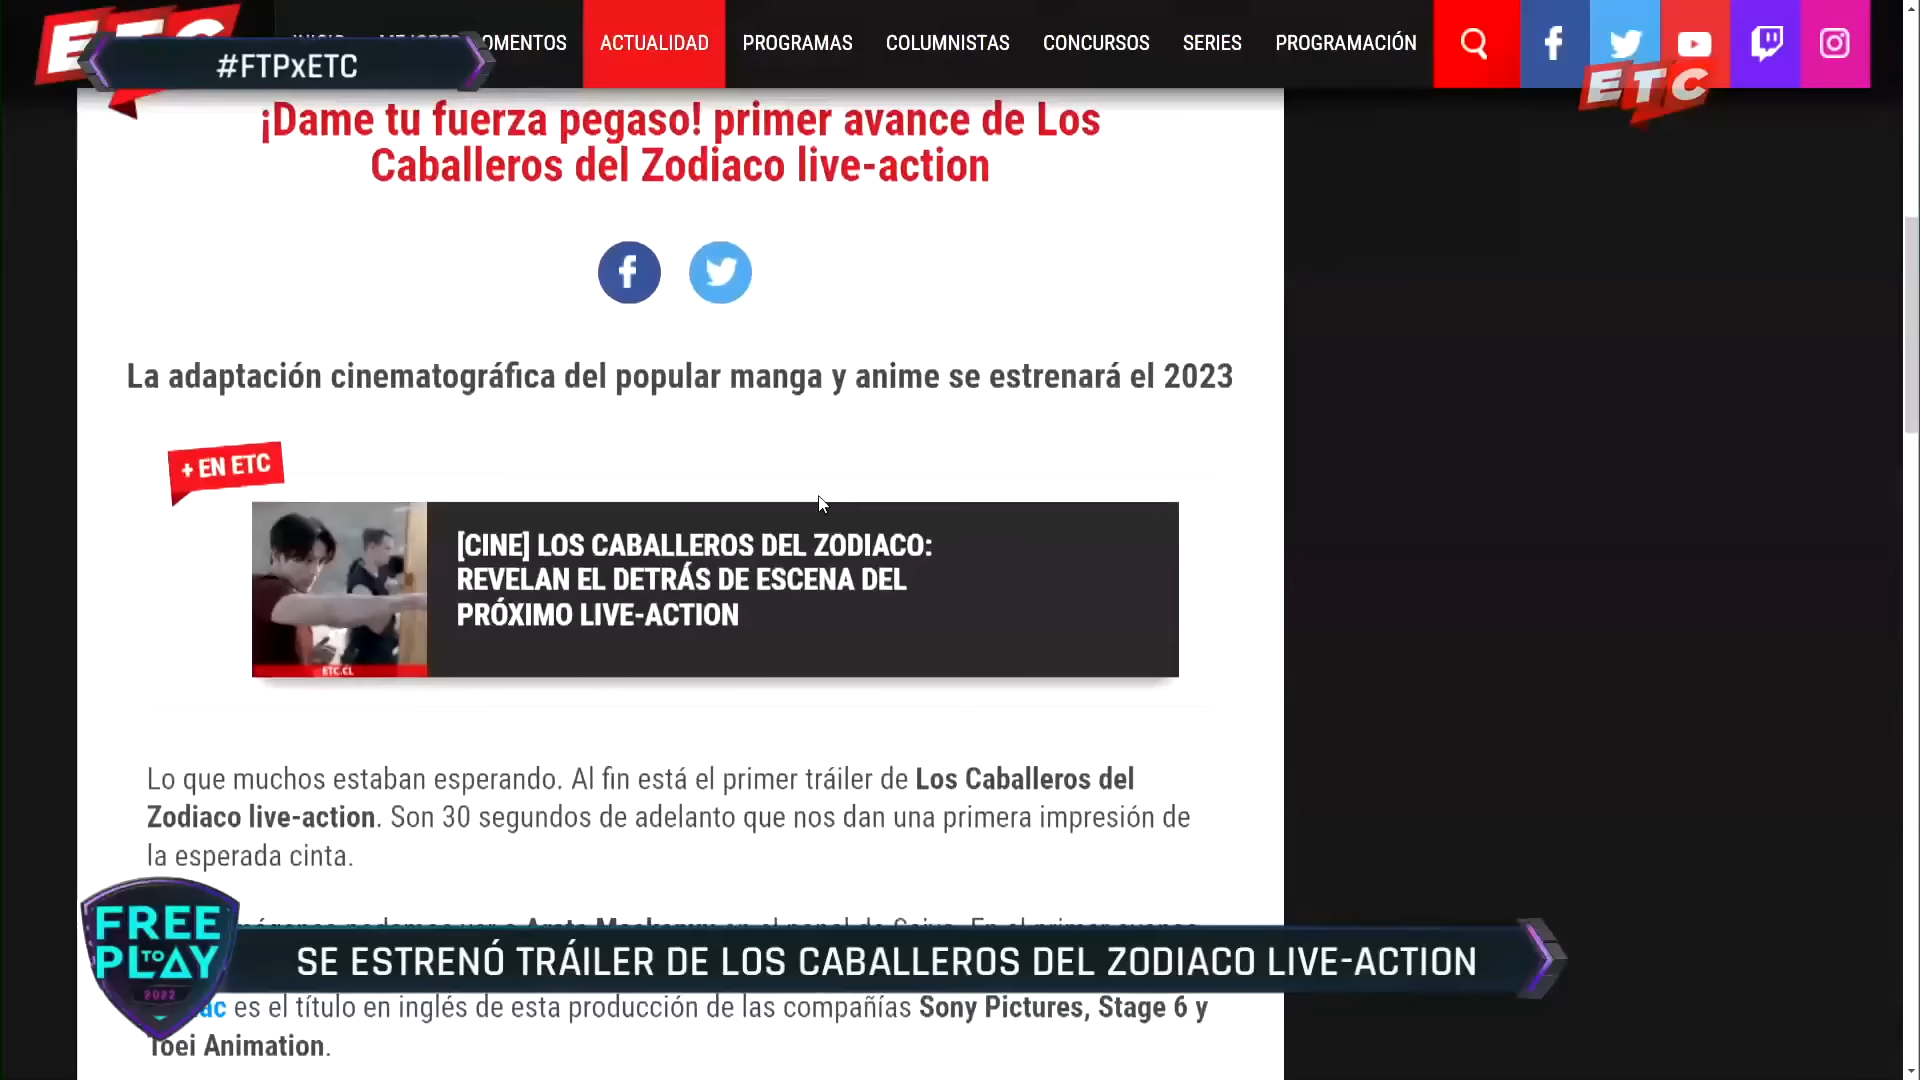 ETC
#FTPxETC
OMENTOS
ACTUALIDAD
PROGRAMAS
COLUMNISTAS
CONCURSOS
SERIES
PROGRAMACIÓN
ETC
¡Dame tu fuerza pegaso! primer avance de Los
Caballeros del Zodiaco live-action
La adaptación cinematográfica del popular manga y anime se estrenará el 2023
+ EN ETC
[CINE] LOS CABALLEROS DEL ZODIACO:
REVELAN EL DETRÁS DE ESCENA DEL
PRÓXIMO LIVE-ACTION
ETC.CL
Lo que muchos estaban esperando. Al fin está el primer tráiler de Los Caballeros del
Zodiaco live-action. Son 30 segundos de adelanto que nos dan una primera impresión de
la esperada cinta.
FREE
TO
PLAY
2022
SE ESTRENÓ TRÁILER DE LOS CABALLEROS DEL ZODIACO LIVE-ACTION
ac es el título en inglés de esta producción de las compañías Sony Pictures, Stage 6 y
Toei Animation.